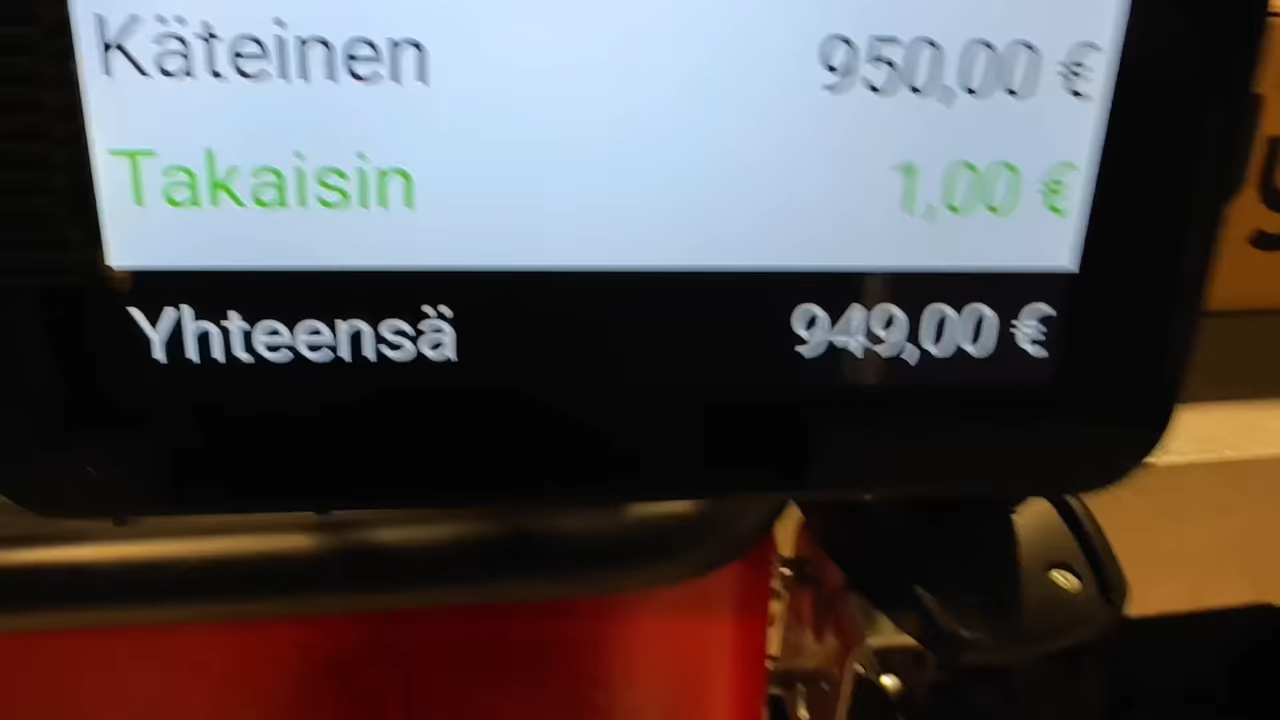 Käteinen 950,00 €
Takaisin 1,00 €
Yhteensä 949,00 €